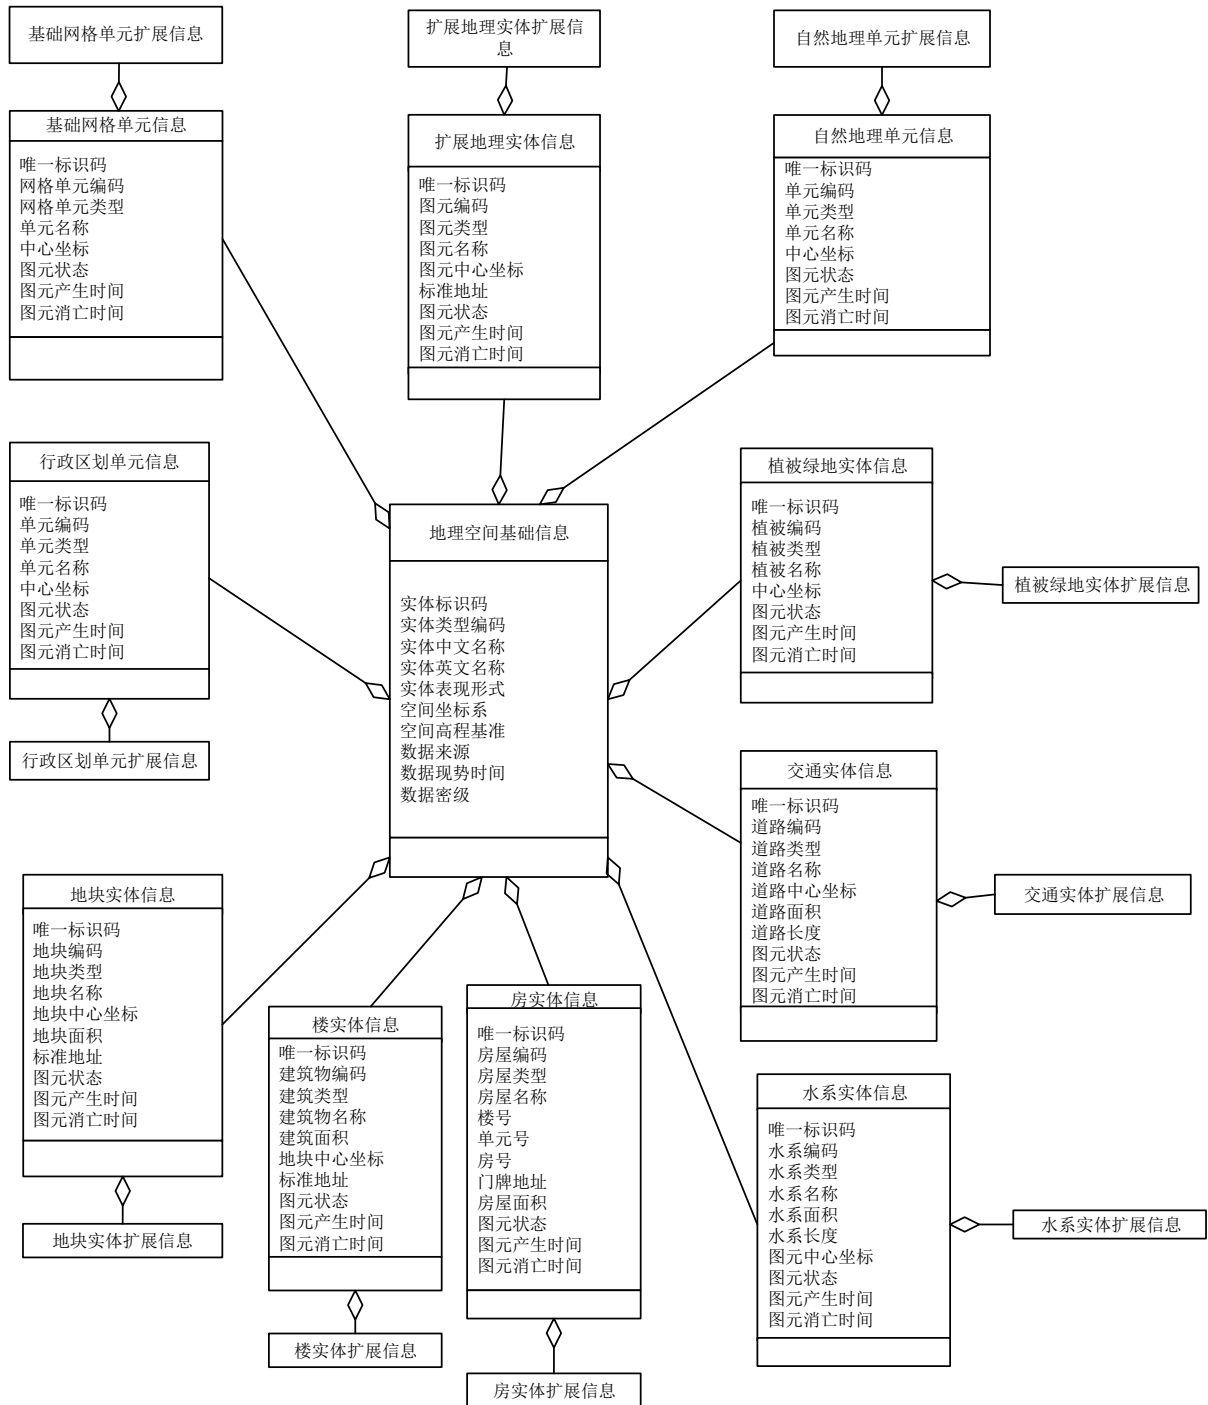 基础网格单元扩展信息
扩展地理实体扩展信
息
自然地理单元扩展信息
基础网格单元信息
唯一标识码
网格单元编码
网格单元类型
单元名称
中心坐标
图元状态
图元产生时间
图元消亡时间
扩展地理实体信息
唯一标识码
图元编码
图元类型
图元名称
图元中心坐标
标准地址
图元状态
图元产生时间
图元消亡时间
自然地理单元信息
唯一标识码
单元编码
单元类型
单元名称
中心坐标
图元状态
图元产生时间
图元消亡时间
行政区划单元信息
唯一标识码
单元编码
单元类型
单元名称
中心坐标
图元状态
图元产生时间
图元消亡时间
行政区划单元扩展信息
地理空间基础信息
实体标识码
实体类型编码
实体中文名称
实体英文名称
实体表现形式
空间坐标系
空间高程基准
数据来源
数据现势时间
数据密级
植被绿地实体信息
唯一标识码
植被编码
植被类型
植被名称
中心坐标
图元状态
图元产生时间
图元消亡时间
植被绿地实体扩展信息
交通实体信息
唯一标识码
道路编码
道路类型
道路名称
道路中心坐标
道路面积
道路长度
图元状态
图元产生时间
图元消亡时间
交通实体扩展信息
地块实体信息
唯一标识码
地块编码
地块类型
地块名称
地块中心坐标
地块面积
标准地址
图元状态
图元产生时间
图元消亡时间
地块实体扩展信息
楼实体信息
唯一标识码
建筑物编码
建筑类型
建筑物名称
建筑面积
地块中心坐标
标准地址
图元状态
图元产生时间
图元消亡时间
楼实体扩展信息
房实体信息
唯一标识码
房屋编码
房屋类型
房屋名称
楼号
单元号
房号
门牌地址
房屋面积
图元状态
图元产生时间
图元消亡时间
房实体扩展信息
水系实体信息
唯一标识码
水系编码
水系类型
水系名称
水系面积
水系长度
图元中心坐标
图元状态
图元产生时间
图元消亡时间
水系实体扩展信息